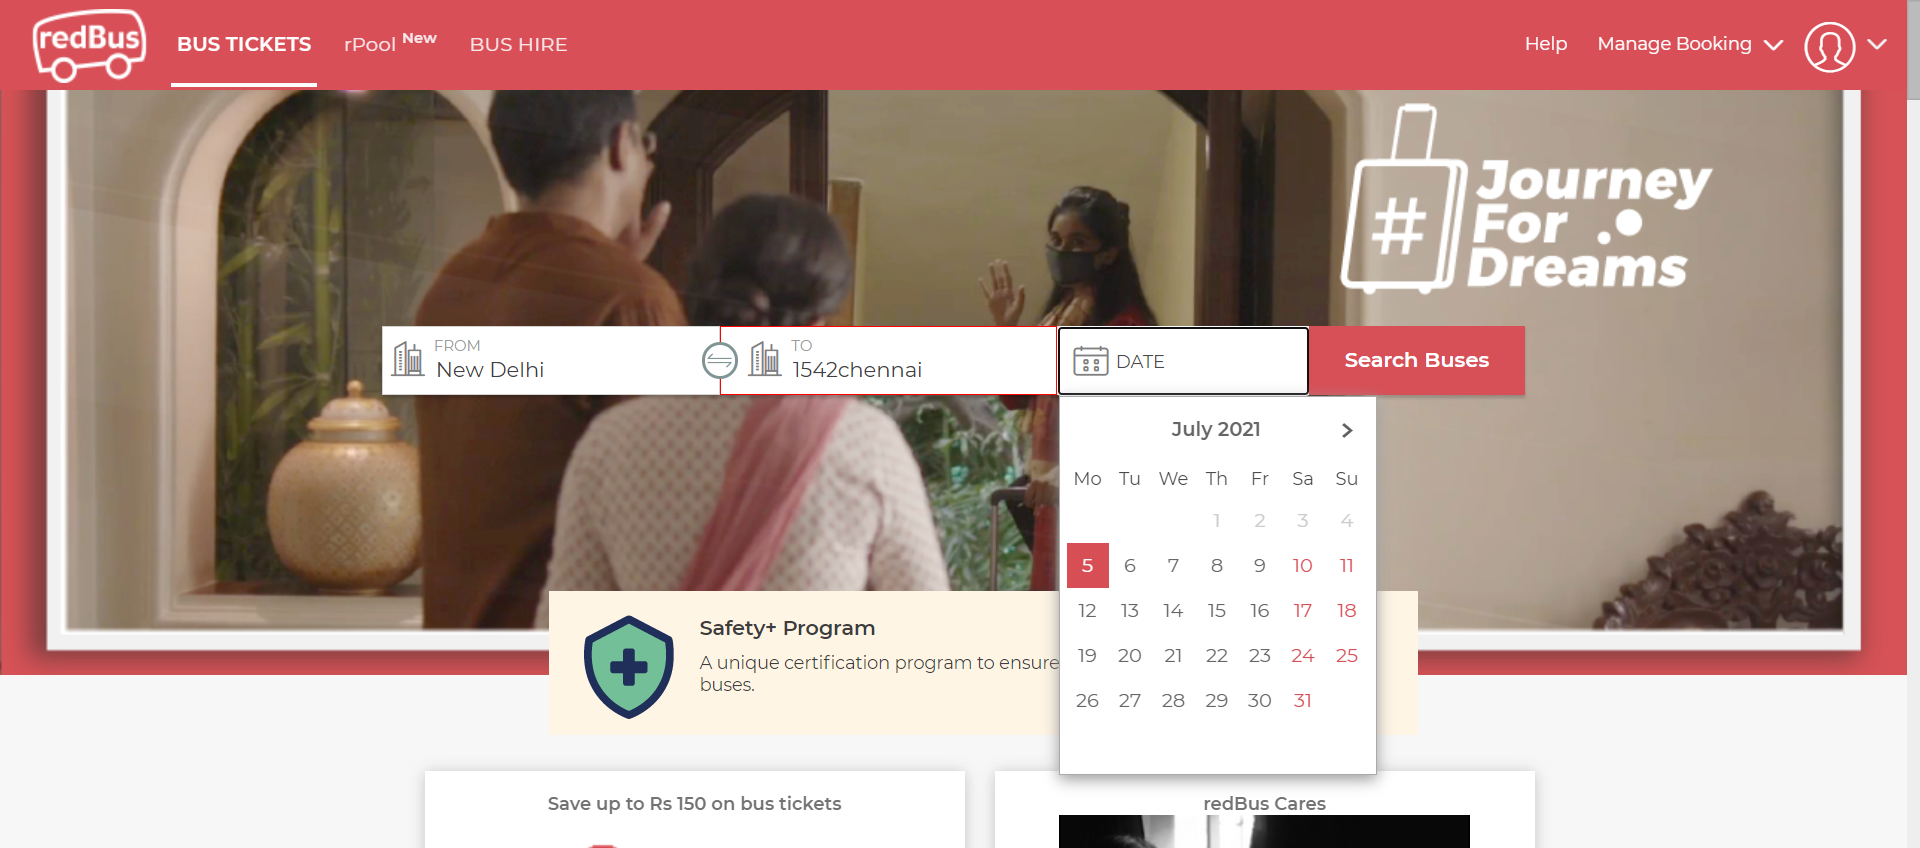 redBus
BUS TICKETS
rPool New
BUS HIRE
Help
Manage Booking
#
Journey
For
Dreams
FROM
New Delhi
TO
1542chennai
DATE
Search Buses
July 2021 >
Mo Tu We Th Fr Sa Su
1 2 3 4
5 6 7 8 9 10 11
12 13 14 15 16 17 18
19 20 21 22 23 24 25
26 27 28 29 30 31
Safety+ Program
A unique certification program to ensure
buses.
Save up to Rs 150 on bus tickets
redBus Cares